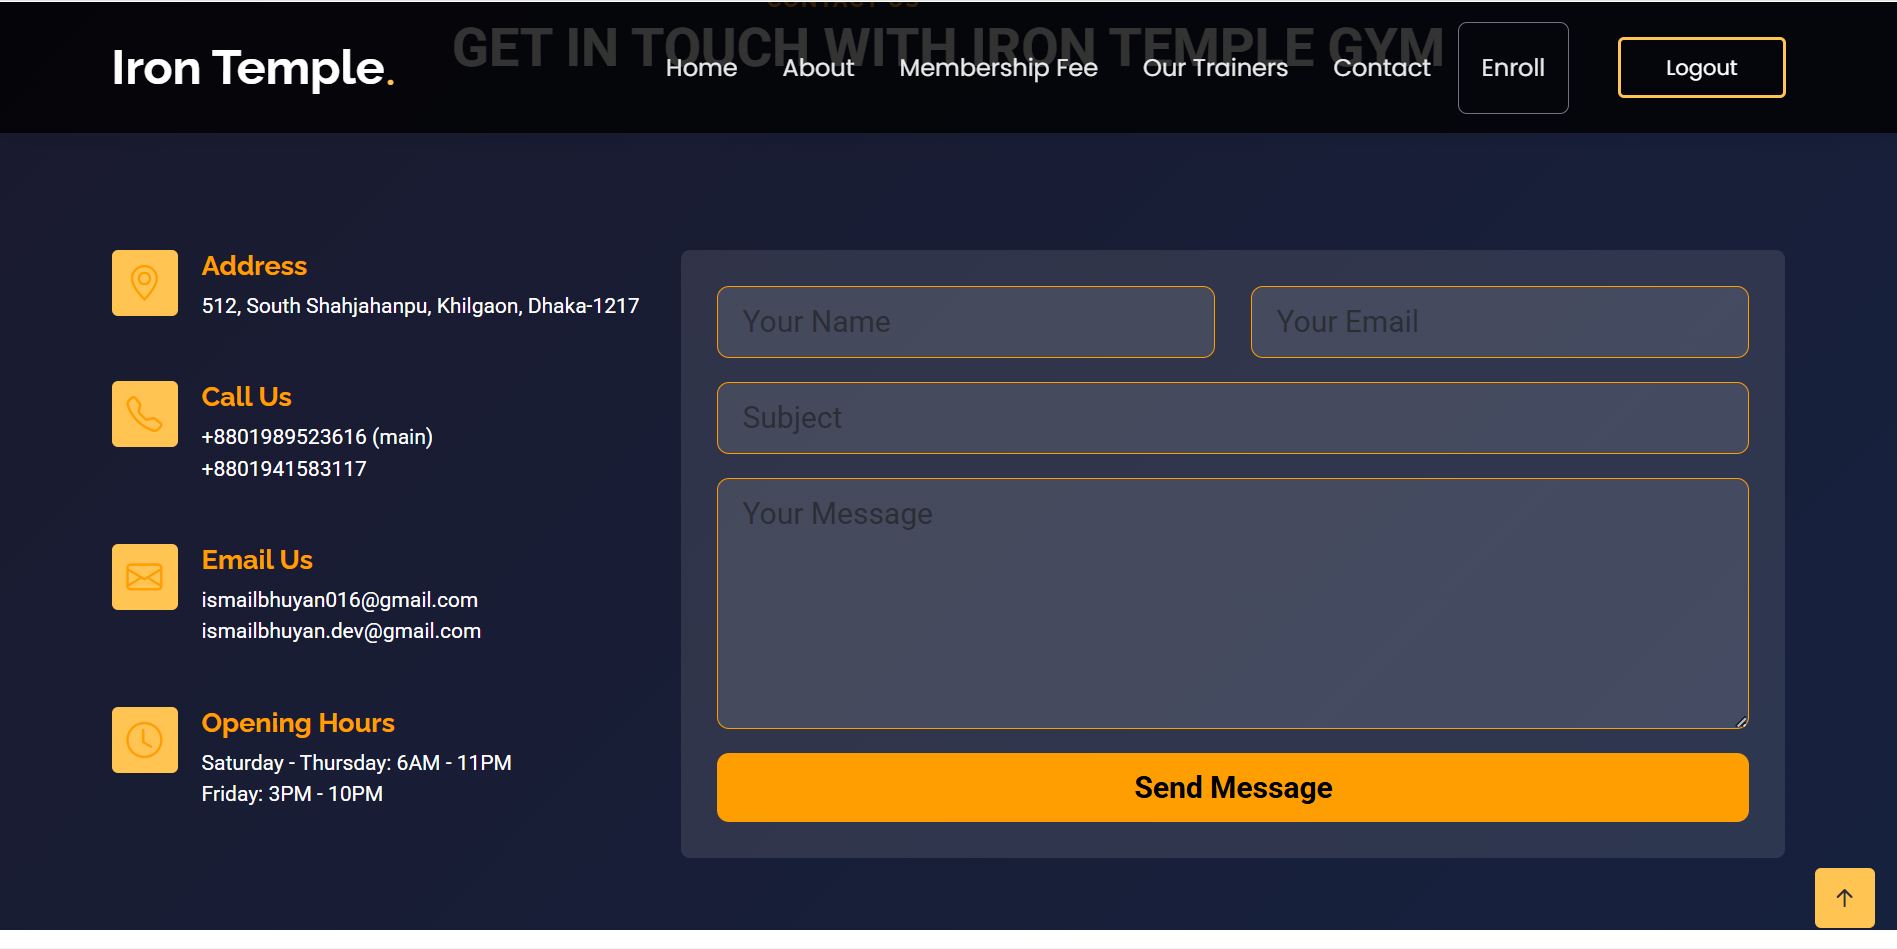 CONTACT US
GET IN TOUCH WITH IRON TEMPLE GYM
Iron Temple.
Home
About
Membership Fee
Our Trainers
Contact
Enroll
Logout
Address
512, South Shahjahanpu, Khilgaon, Dhaka-1217
Call Us
+8801989523616 (main)
+8801941583117
Email Us
ismailbhuyan016@gmail.com
ismailbhuyan.dev@gmail.com
Opening Hours
Saturday - Thursday: 6AM - 11PM
Friday: 3PM - 10PM
Your Name
Your Email
Subject
Your Message
Send Message